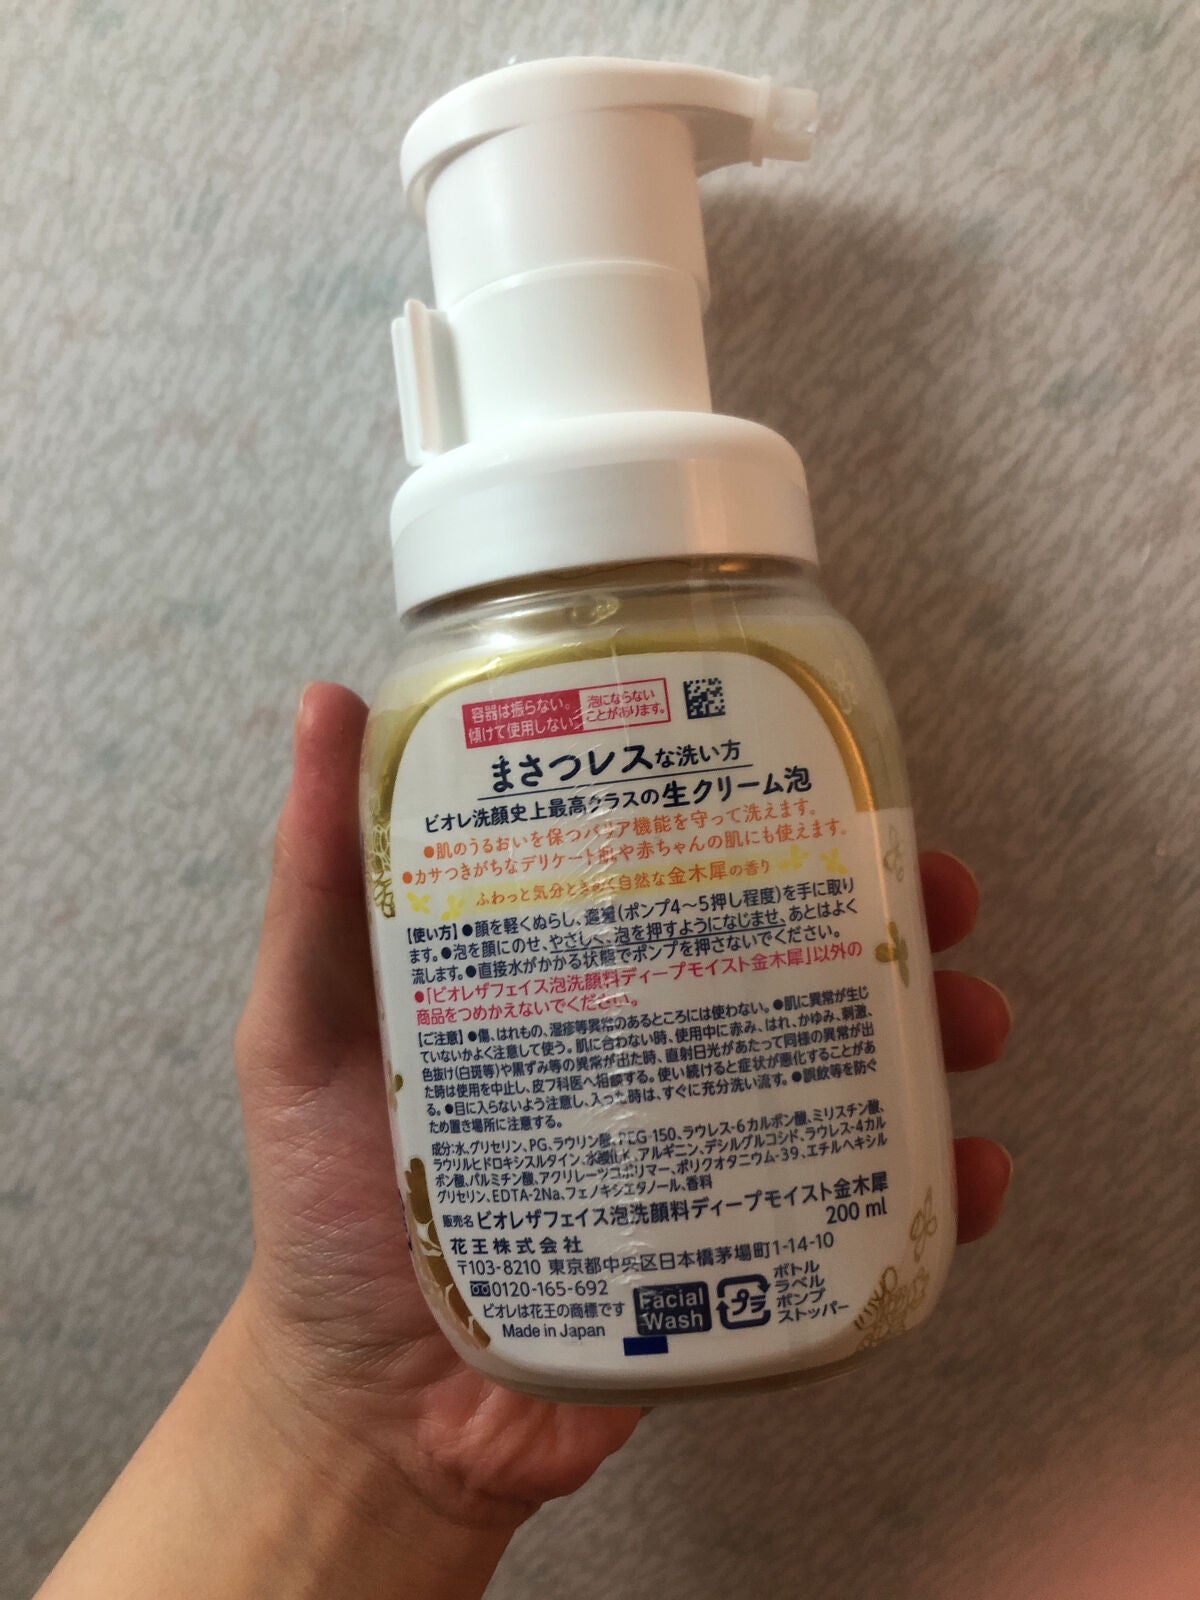 容器は振らない。
傾けて使用しない。
泡にならない
ことがあります。
まさつレスな洗い方
ビオレ洗顔史上最高クラスの生クリーム泡
●肌のうるおいを保つバリア機能を守って洗えます。
●カサつきがちなデリケート肌や赤ちゃんの肌にも使えます。
ふわっと気分ときめく自然な金木犀の香り
【使い方】●顔を軽くぬらし、適量(ポンプ4〜5押し程度)を手に取り
ます。●泡を顔にのせ、やさしく、泡を押すようになじませ、あとはよく
流します。●直接水がかかる状態でポンプを押さないでください。
●「ビオレザフェイス泡洗顔料ディープモイスト金木犀」以外の
商品をつめかえないでください。
【ご注意】●傷、はれもの、湿疹等異常のあるところには使わない。●肌に異常が生じ
ていないかよく注意して使う。肌に合わない時、使用中に赤み、はれ、かゆみ、刺激、
色抜け(白斑等)や黒ずみ等の異常が出た時、直射日光があたって同様の異常が出
た時は使用を中止し、皮フ科医へ相談する。使い続けると症状が悪化することがあ
る。●目に入らないよう注意し、入った時は、すぐに充分洗い流す。●誤飲等を防ぐ
ため置き場所に注意する。
成分:水、グリセリン、PG、ラウリン酸、PEG-150、ラウレス-6カルボン酸、ミリスチン酸、
ラウリルヒドロキシスルタイン、水酸化K、アルギニン、デシルグルコシド、ラウレス-4カル
ボン酸、パルミチン酸、アクリレーツコポリマー、ポリクオタニウム-39、エチルヘキシル
グリセリン、EDTA-2Na、フェノキシエタノール、香料
販売名 ビオレザフェイス泡洗顔料ディープモイスト金木犀
200 ml
花王株式会社
〒103-8210 東京都中央区日本橋茅場町1-14-10
0120-165-692
ビオレは花王の商標です
Made in Japan
Facial
Wash
プラ
ボトル
ラベル
ポンプ
ストッパー